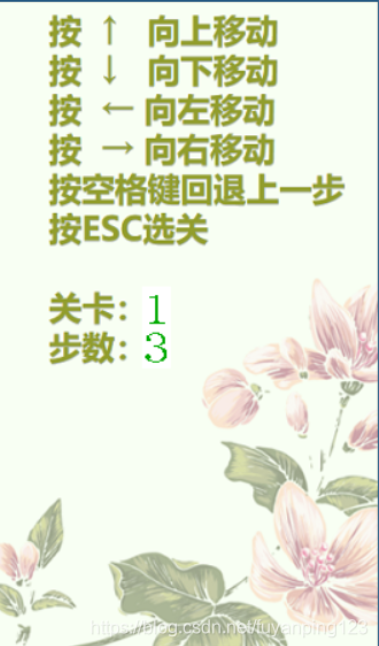 按 ↑ 向上移动
按 ↓ 向下移动
按 ← 向左移动
按 → 向右移动
按空格键回退上一步
按ESC选关
关卡：1
步数：3
https://blog.csdn.net/tuyanping123